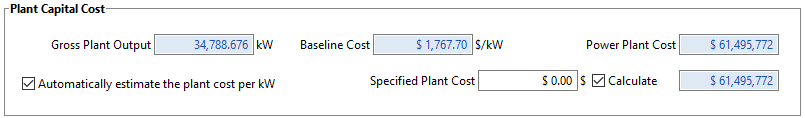 Plant Capital Cost
Gross Plant Output 34,788.676 kW Baseline Cost $ 1,767.70 $/kW Power Plant Cost $ 61,495,772
Automatically estimate the plant cost per kW Specified Plant Cost $ 0.00 $ Calculate $ 61,495,772